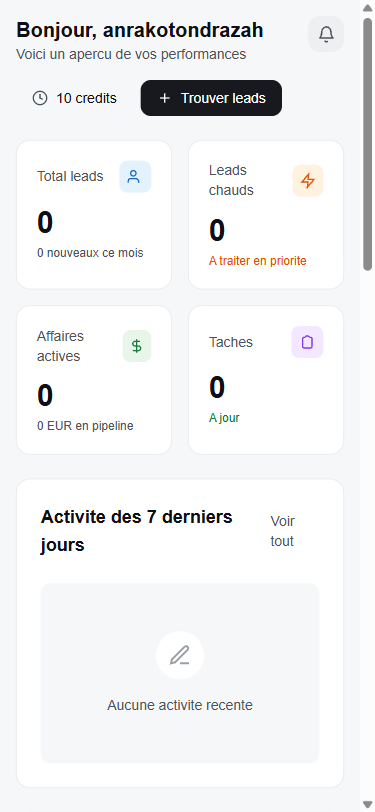 Bonjour, anrakotondrazah
Voici un apercu de vos performances
10 credits
Trouver leads
Total leads
0
0 nouveaux ce mois
Leads
chauds
0
A traiter en priorite
Affaires
actives
0
0 EUR en pipeline
Taches
0
A jour
Activite des 7 derniers
jours
Voir
tout
Aucune activite recente